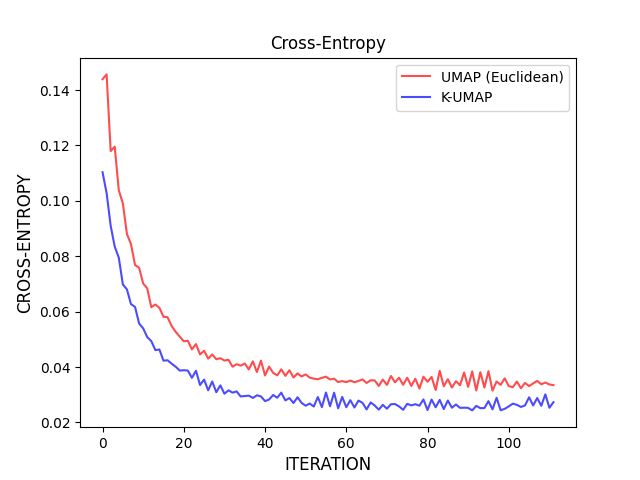 Cross-Entropy
UMAP (Euclidean)
K-UMAP
CROSS-ENTROPY
0.14
0.12
0.10
0.08
0.06
0.04
0.02
0 20 40 60 80 100
ITERATION